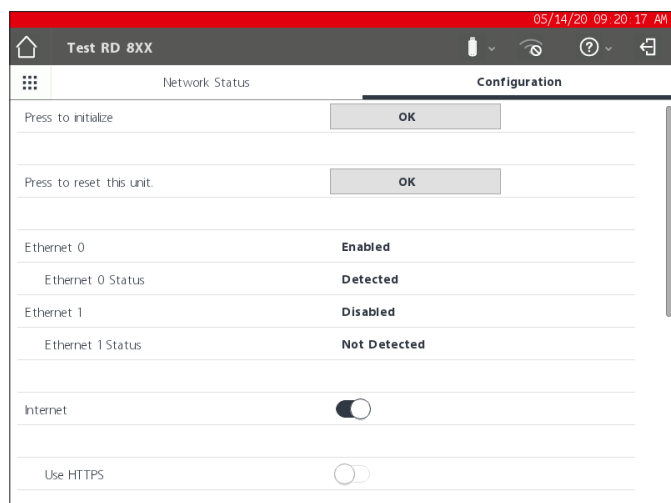 05/14/20 09:20:17 AM
Test RD 8XX
Network Status Configuration
Press to initialize OK
Press to reset this unit. OK
Ethernet 0 Enabled
Ethernet 0 Status Detected
Ethernet 1 Disabled
Ethernet 1 Status Not Detected
Internet
Use HTTPS